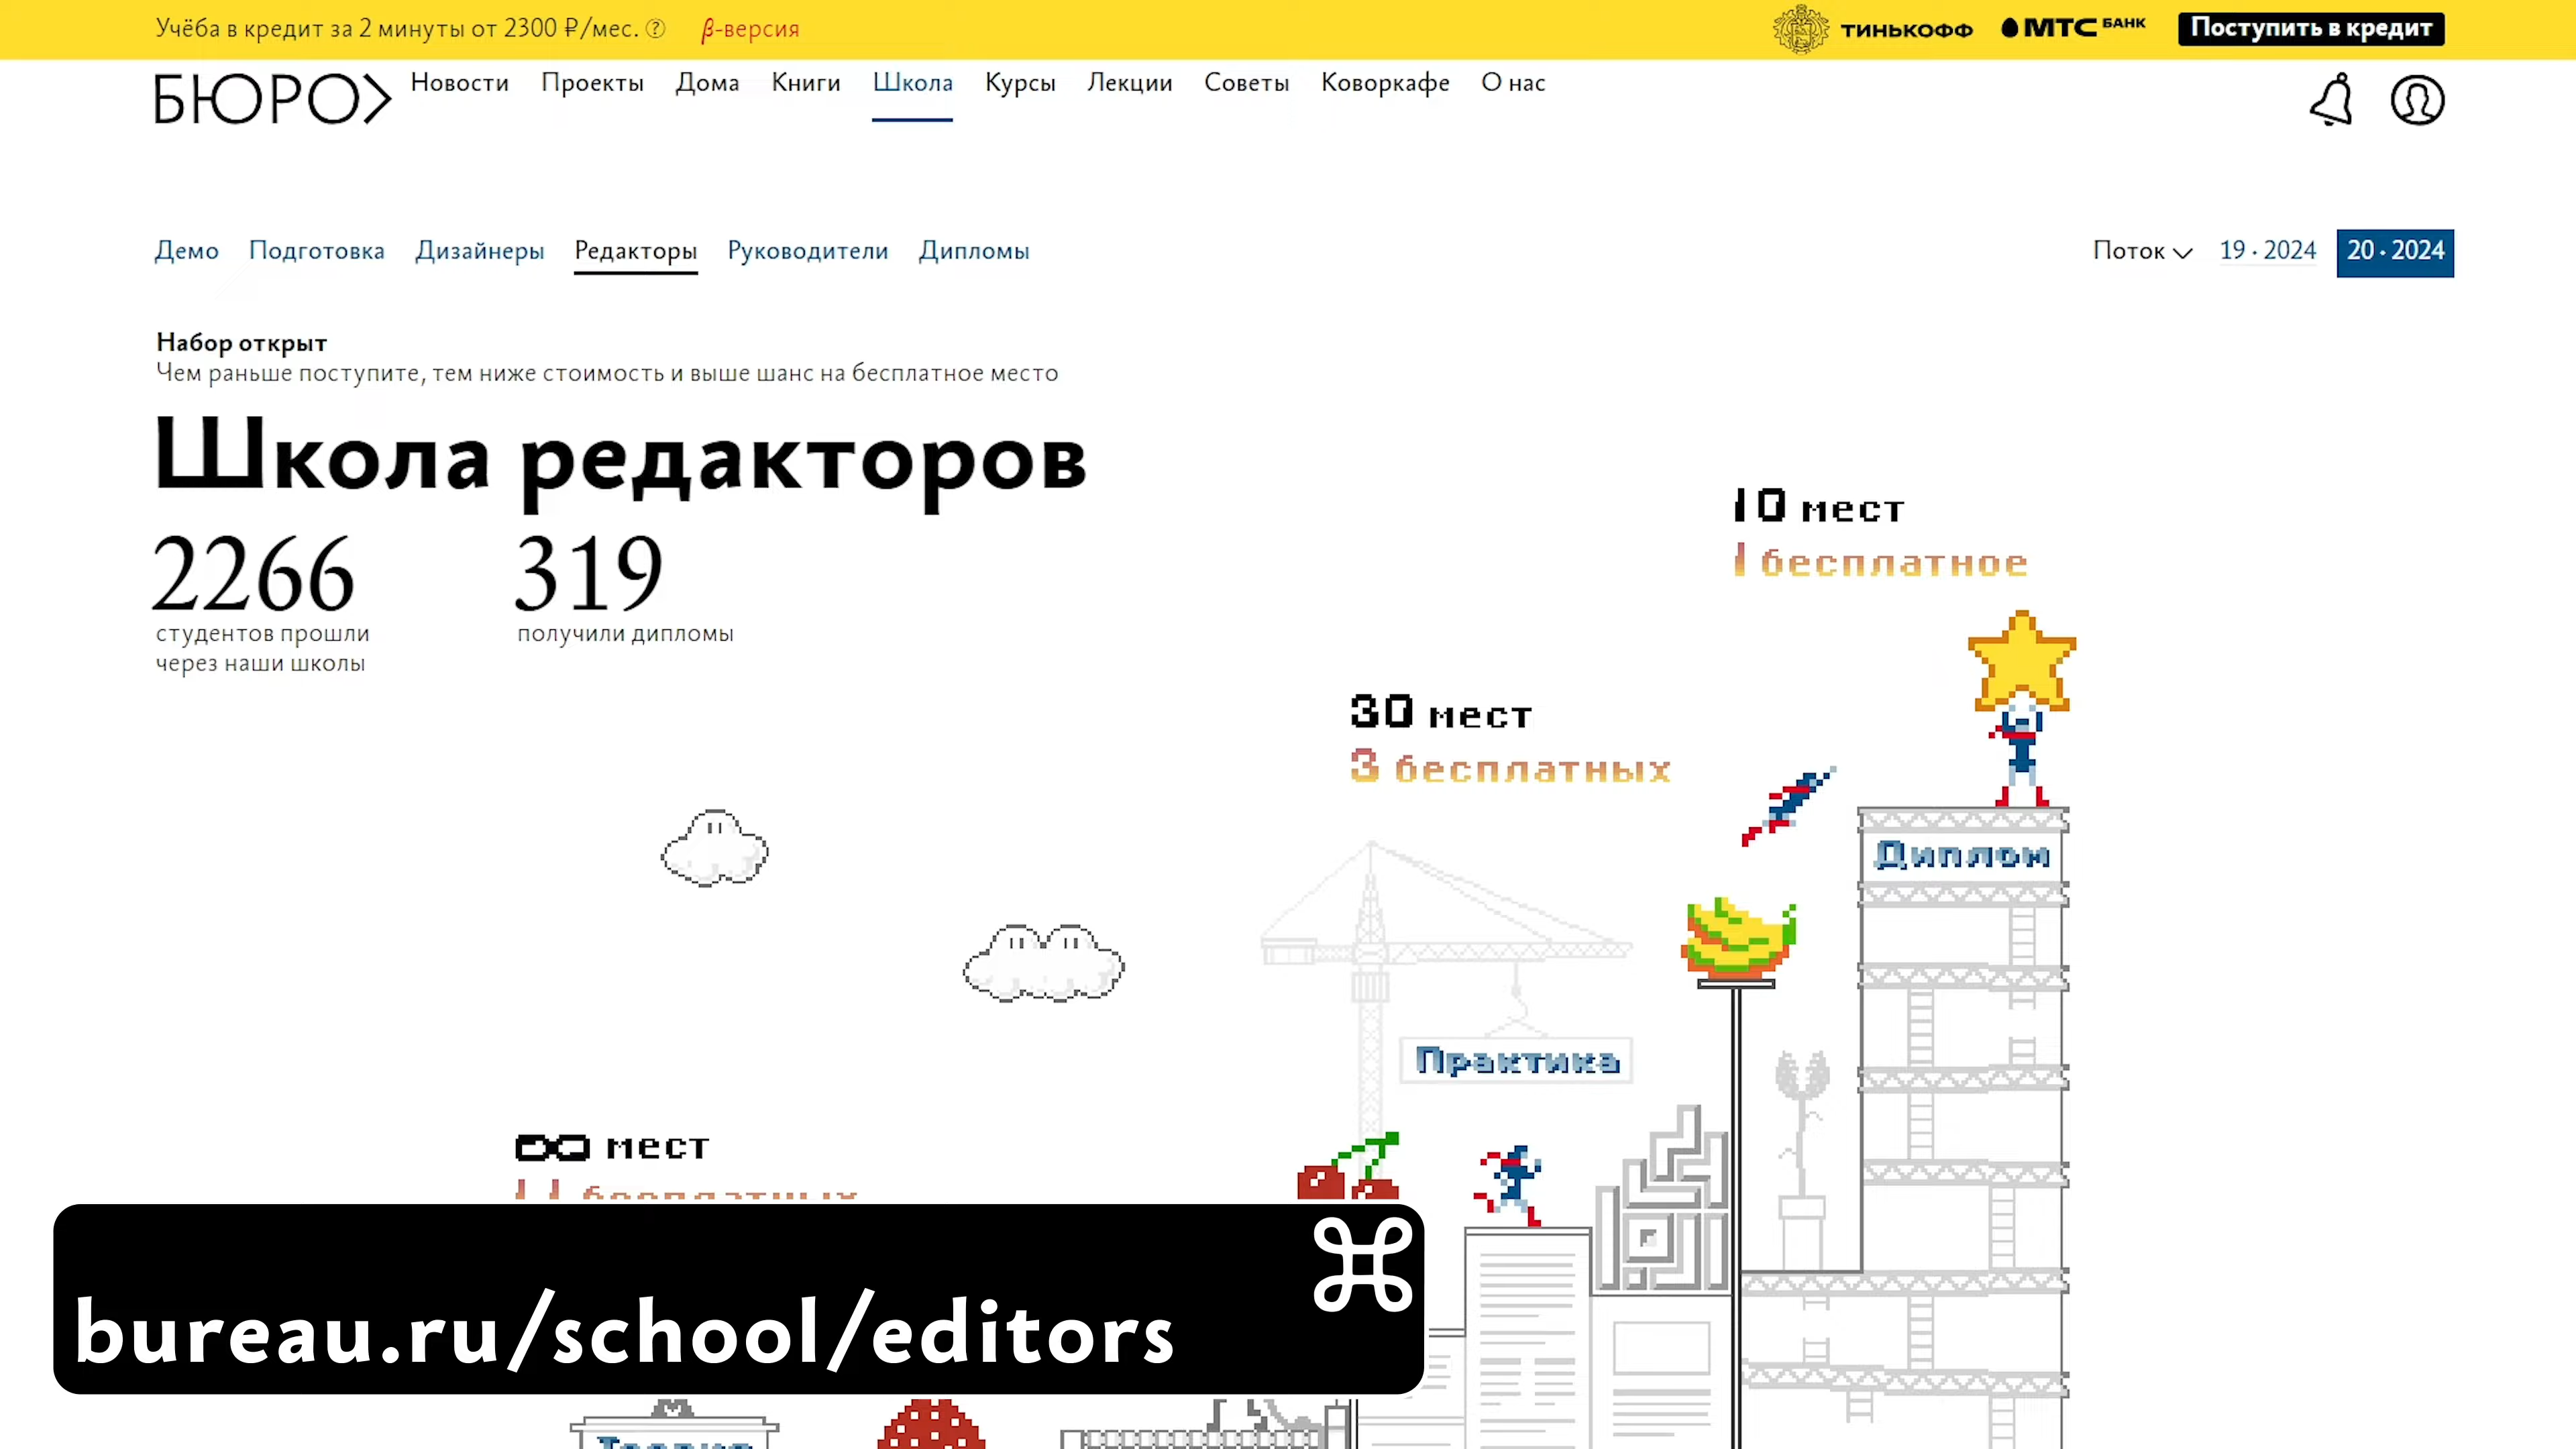 Учёба в кредит за 2 минуты от 2300 ₽/мес. ? β-версия
ТИНЬКОФФ МТС БАНК Поступить в кредит
БЮРО Новости Проекты Дома Книги Школа Курсы Лекции Советы Коворкафе О нас
Демо Подготовка Дизайнеры Редакторы Руководители Дипломы
Поток 19 · 2024 20 · 2024
Набор открыт
Чем раньше поступите, тем ниже стоимость и выше шанс на бесплатное место
Школа редакторов
2266
студентов прошли
через наши школы
319
получили дипломы
10 мест
1 бесплатное
30 мест
3 бесплатных
Диплом
Практика
∞ мест
11 бесплатных
bureau.ru/school/editors